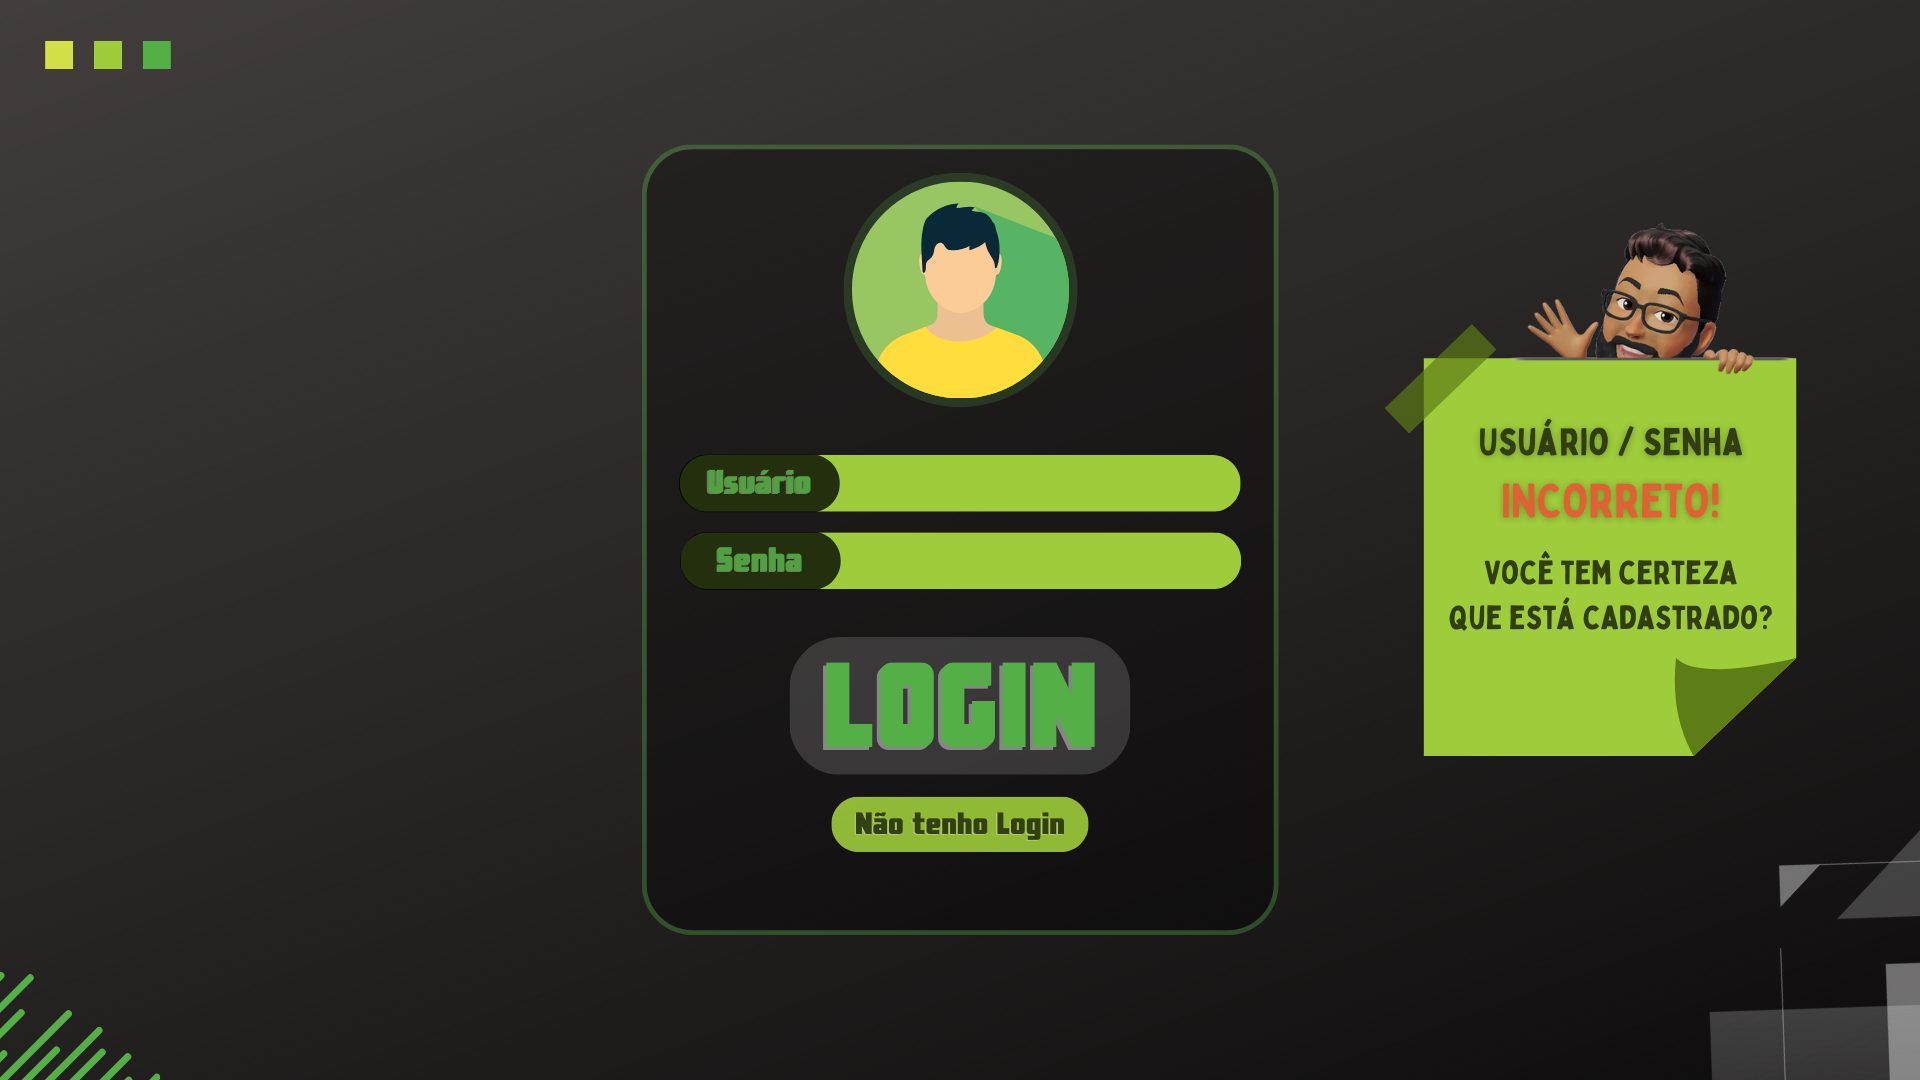 Usuário
Senha
LOGIN
Não tenho Login
USUÁRIO / SENHA
INCORRETO!
VOCÊ TEM CERTEZA
QUE ESTÁ CADASTRADO?